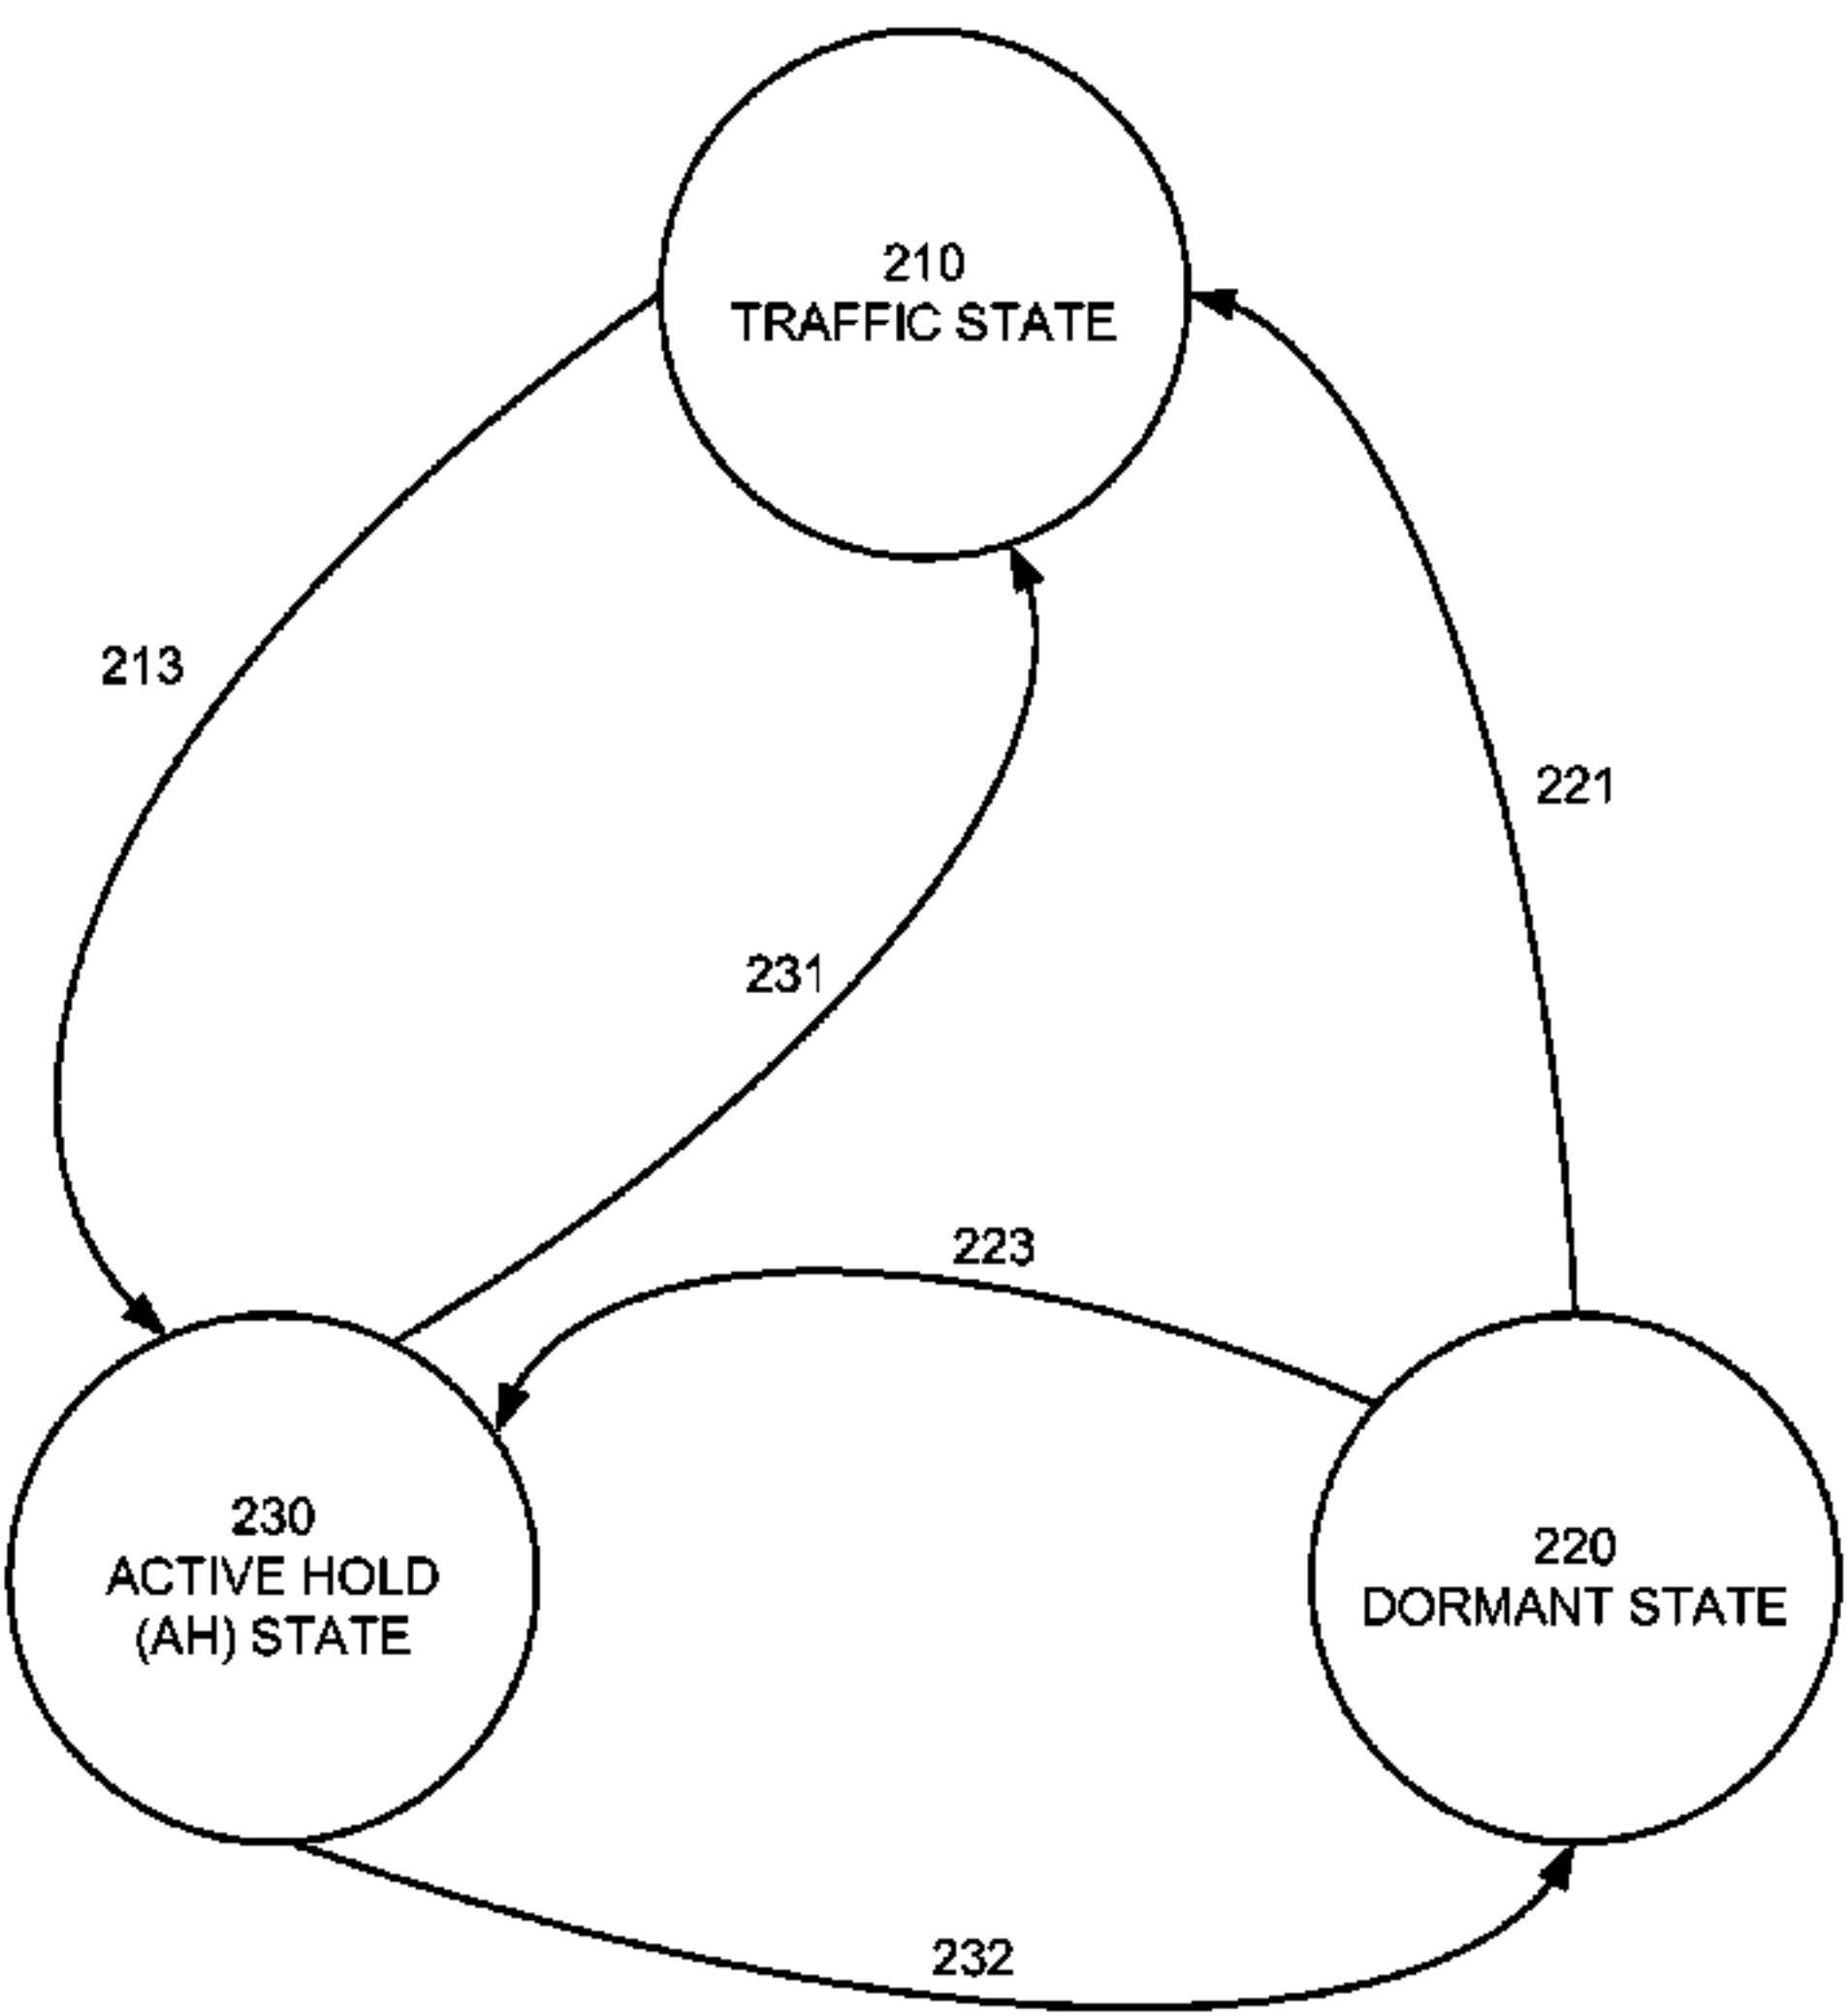 210
TRAFFIC STATE
213
221
231
223
230
ACTIVE HOLD
(AH) STATE
220
DORMANT STATE
232